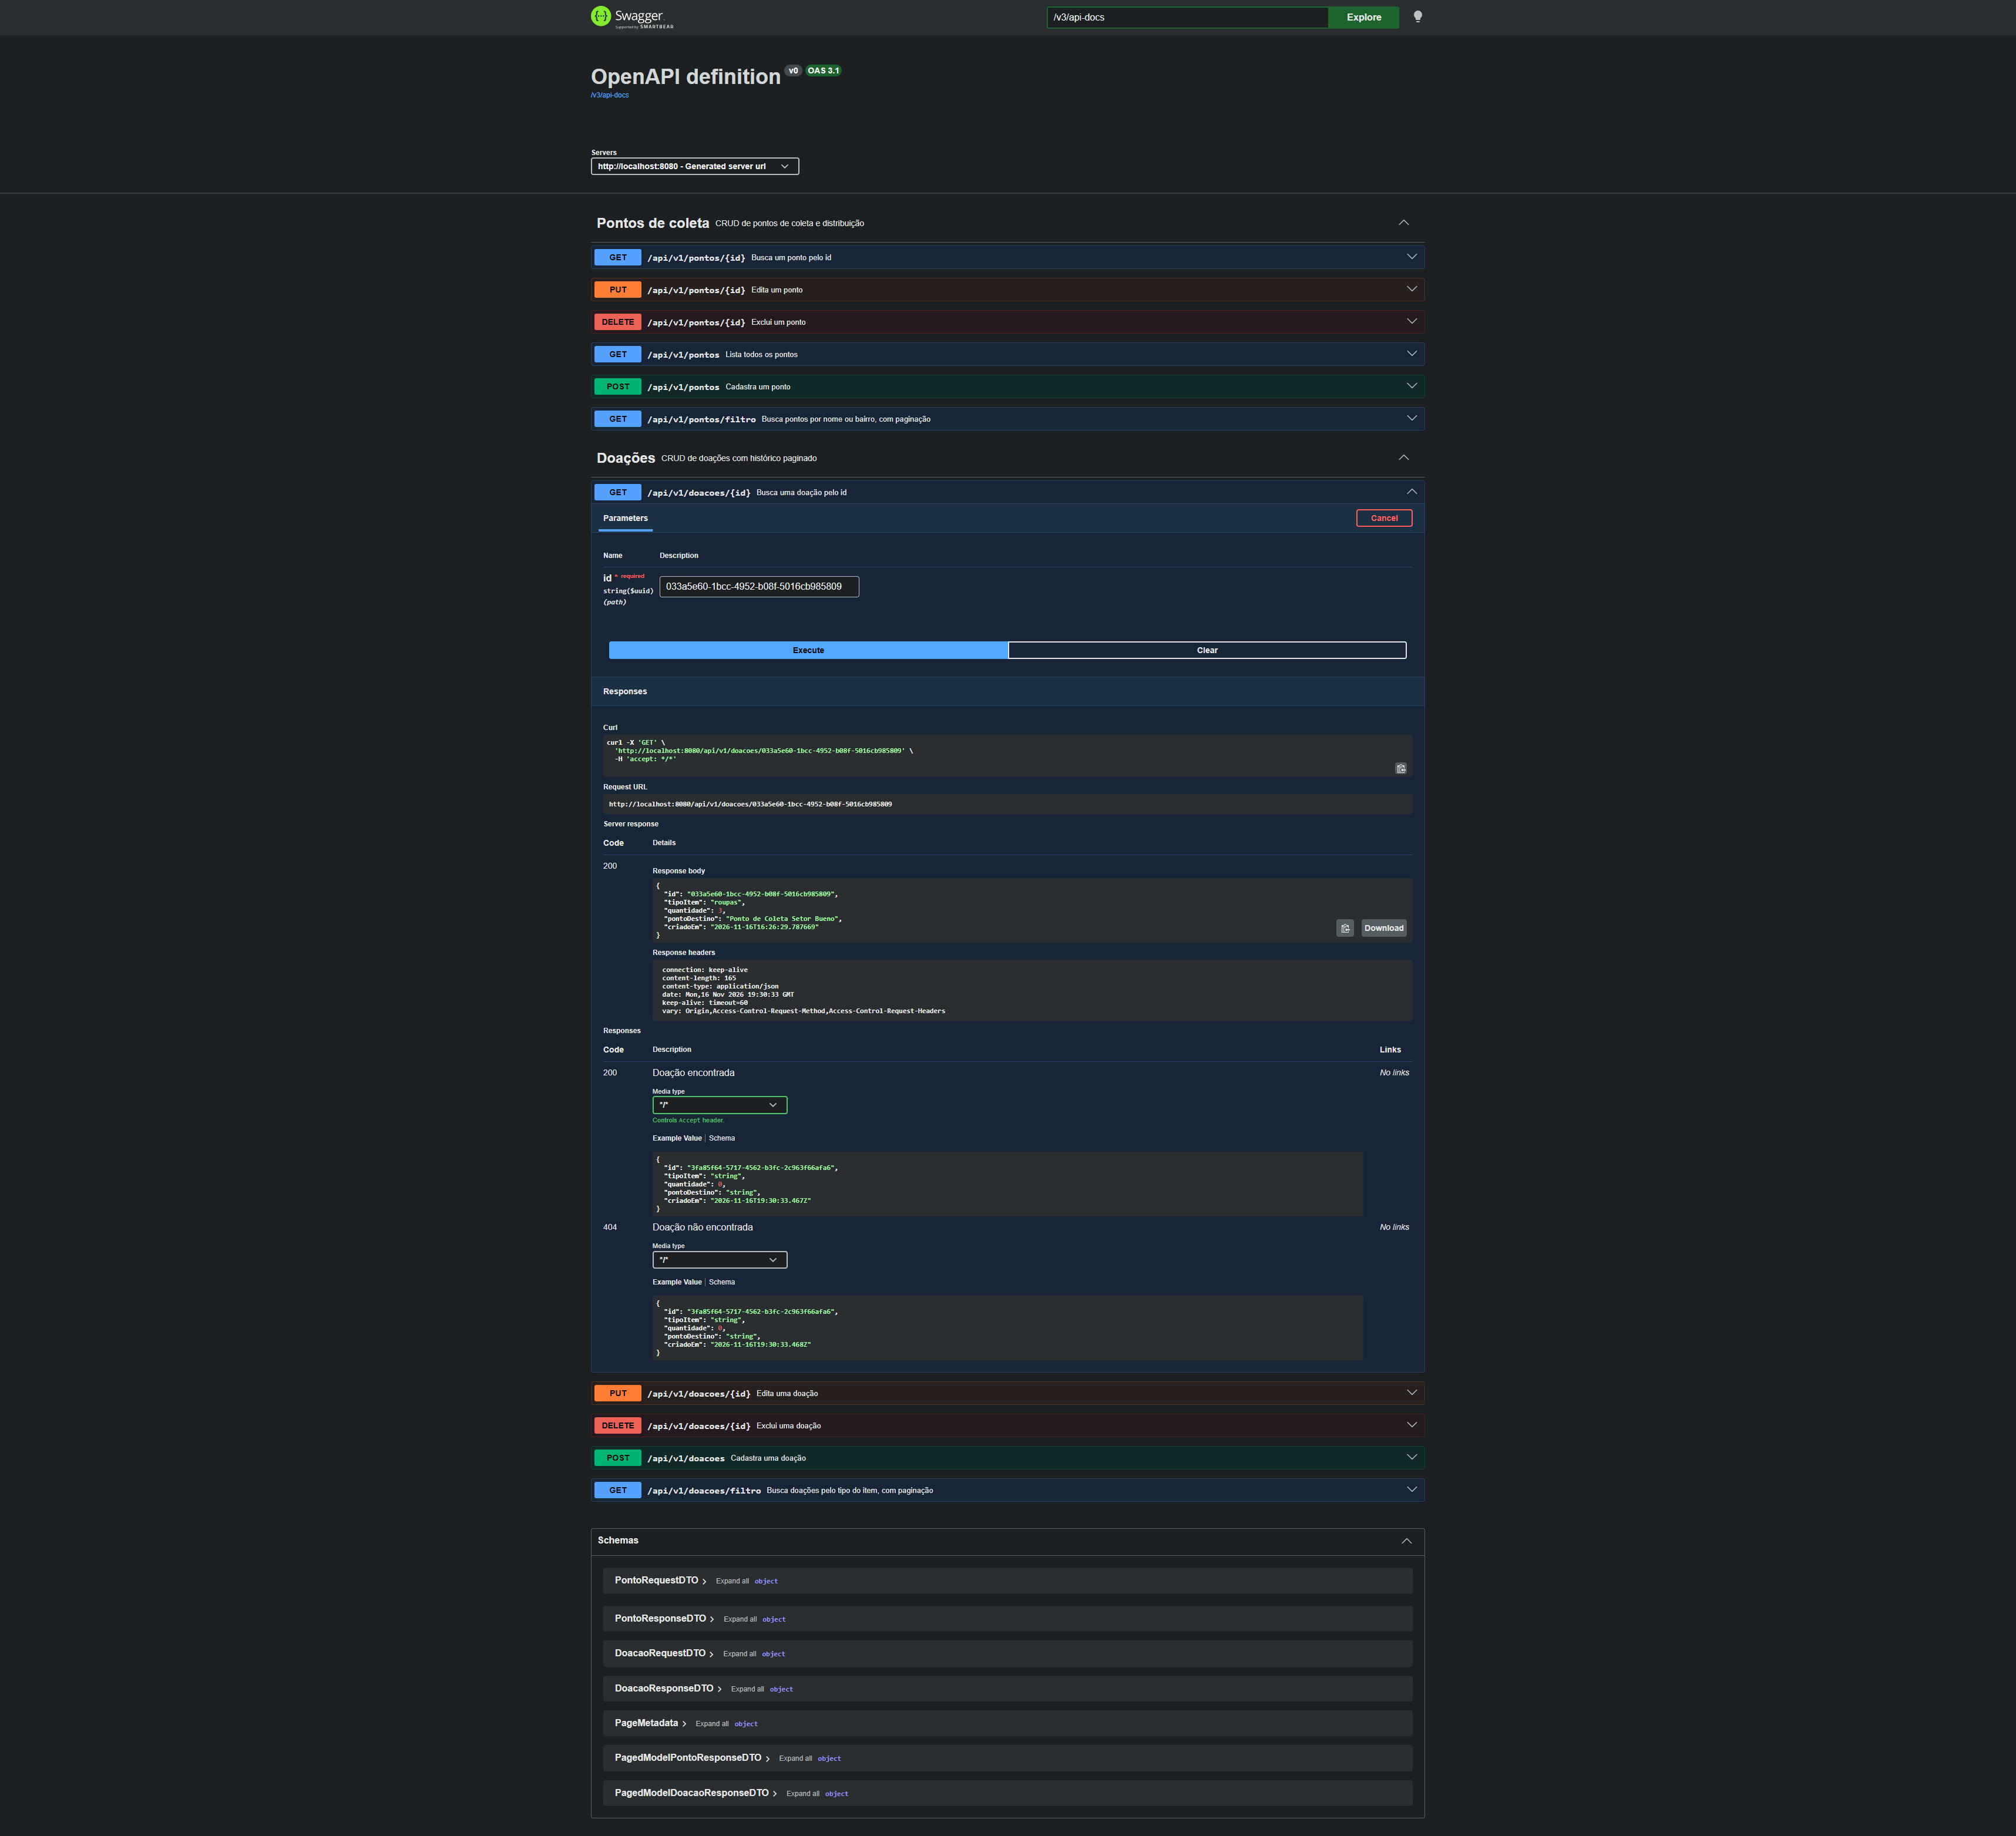 Swagger
Supported by SMARTBEAR
/v3/api-docs
Explore
OpenAPI definition v0 OAS 3.1
/v3/api-docs
Servers
http://localhost:8080 - Generated server url
Pontos de coleta CRUD de pontos de coleta e distribuição
GET /api/v1/pontos/{id} Busca um ponto pelo id
PUT /api/v1/pontos/{id} Edita um ponto
DELETE /api/v1/pontos/{id} Exclui um ponto
GET /api/v1/pontos Lista todos os pontos
POST /api/v1/pontos Cadastra um ponto
GET /api/v1/pontos/filtro Busca pontos por nome ou bairro, com paginação
Doações CRUD de doações com histórico paginado
GET /api/v1/doacoes/{id} Busca uma doação pelo id
Parameters Cancel
Name Description
id * required
string($uuid)
(path)
033a5e60-1bcc-4952-b08f-5016cb985809
Execute Clear
Responses
Curl
curl -X 'GET' \
'http://localhost:8080/api/v1/doacoes/033a5e60-1bcc-4952-b08f-5016cb985809' \
-H 'accept: */*'
Request URL
http://localhost:8080/api/v1/doacoes/033a5e60-1bcc-4952-b08f-5016cb985809
Server response
Code Details
200
Response body
{
"id": "033a5e60-1bcc-4952-b08f-5016cb985809",
"tipoItem": "roupas",
"quantidade": 3,
"pontoDestino": "Ponto de Coleta Setor Bueno",
"criadoEm": "2026-11-16T16:26:29.787669"
}
Download
Response headers
connection: keep-alive
content-length: 165
content-type: application/json
date: Mon,16 Nov 2026 19:30:33 GMT
keep-alive: timeout=60
vary: Origin,Access-Control-Request-Method,Access-Control-Request-Headers
Responses
Code Description Links
200 Doação encontrada No links
Media type
*/*
Controls Accept header.
Example Value | Schema
{
"id": "3fa85f64-5717-4562-b3fc-2c963f66afa6",
"tipoItem": "string",
"quantidade": 0,
"pontoDestino": "string",
"criadoEm": "2026-11-16T19:30:33.467Z"
}
404 Doação não encontrada No links
Media type
*/*
Example Value | Schema
{
"id": "3fa85f64-5717-4562-b3fc-2c963f66afa6",
"tipoItem": "string",
"quantidade": 0,
"pontoDestino": "string",
"criadoEm": "2026-11-16T19:30:33.468Z"
}
PUT /api/v1/doacoes/{id} Edita uma doação
DELETE /api/v1/doacoes/{id} Exclui uma doação
POST /api/v1/doacoes Cadastra uma doação
GET /api/v1/doacoes/filtro Busca doações pelo tipo do item, com paginação
Schemas
PontoRequestDTO Expand all object
PontoResponseDTO Expand all object
DoacaoRequestDTO Expand all object
DoacaoResponseDTO Expand all object
PageMetadata Expand all object
PagedModelPontoResponseDTO Expand all object
PagedModelDoacaoResponseDTO Expand all object